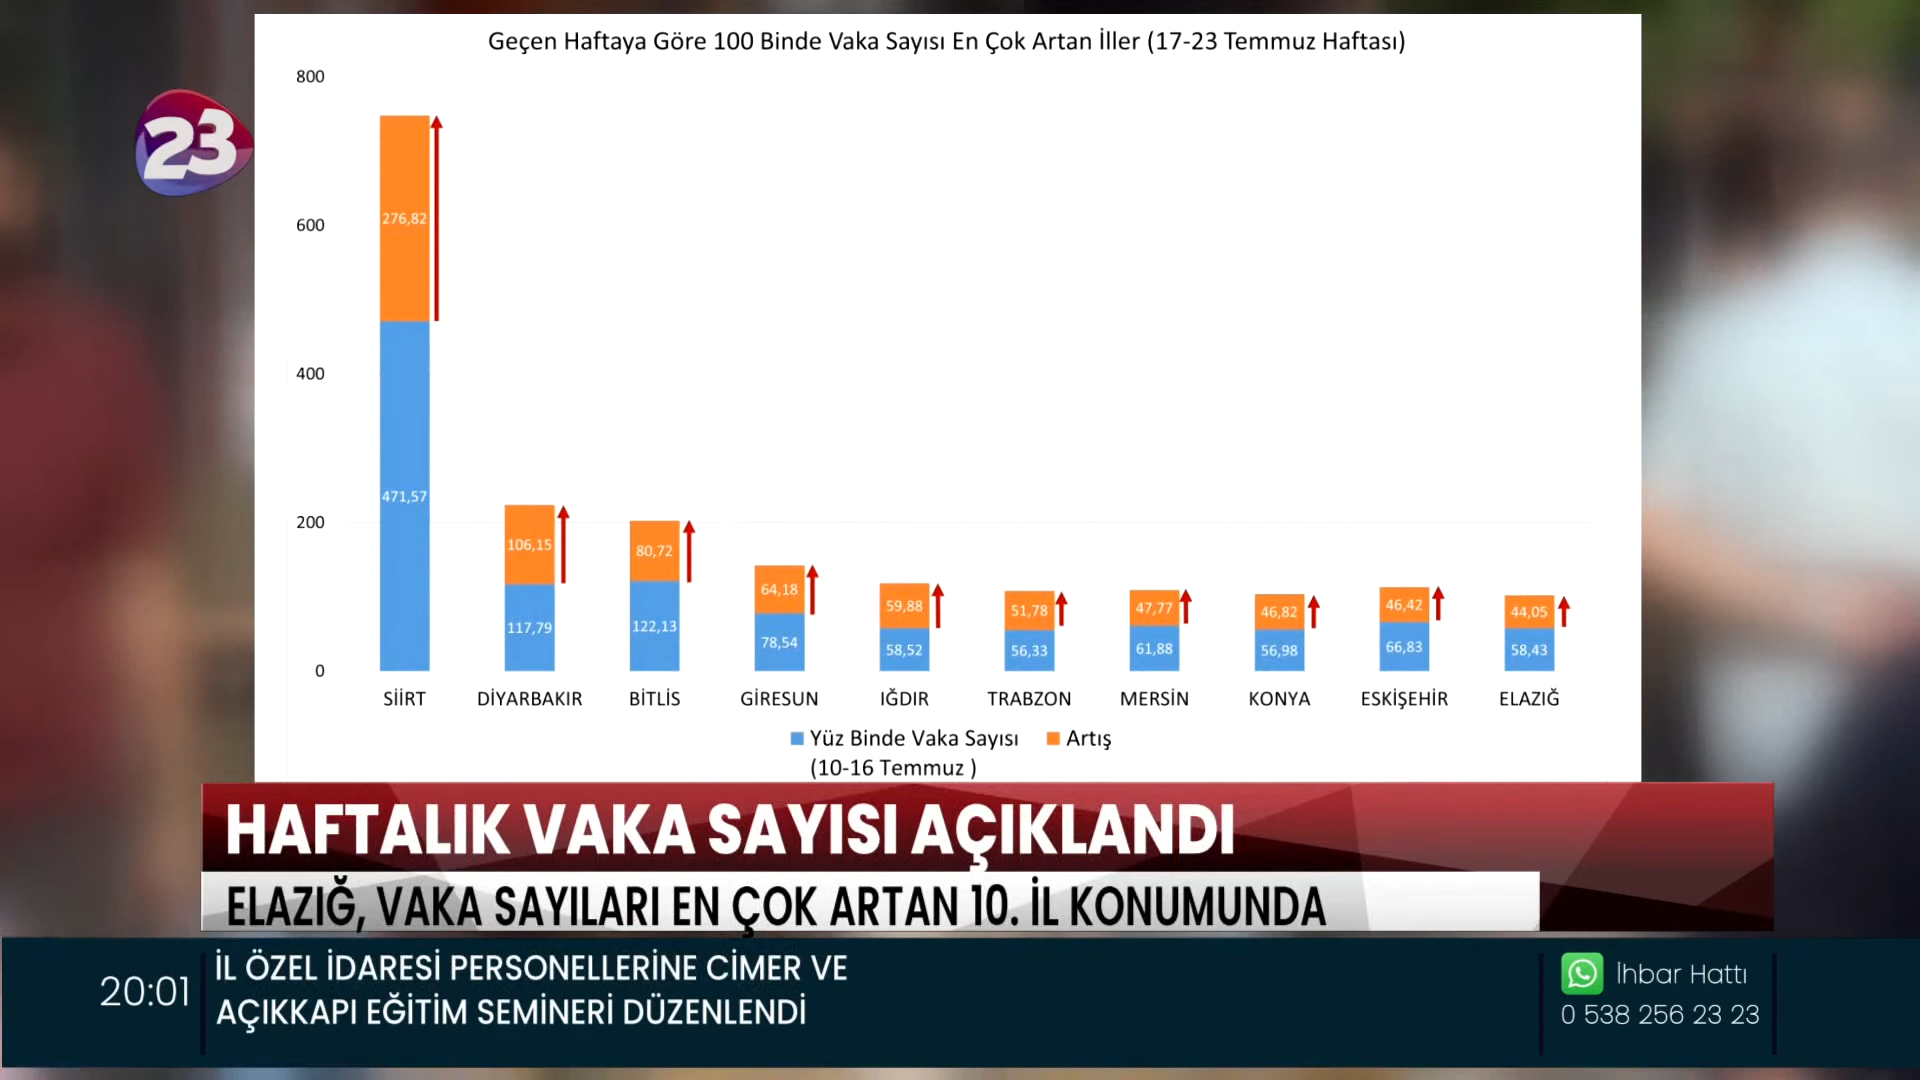 Geçen Haftaya Göre 100 Binde Vaka Sayısı En Çok Artan İller (17-23 Temmuz Haftası)
23
800
600
400
200
0
276,82
471,57
106,15
117,79
80,72
122,13
64,18
78,54
59,88
58,52
51,78
56,33
47,77
61,88
46,82
56,98
46,42
66,83
44,05
58,43
SİİRT DİYARBAKIR BİTLİS GİRESUN IĞDIR TRABZON MERSİN KONYA ESKİŞEHİR ELAZIĞ
Yüz Binde Vaka Sayısı Artış
(10-16 Temmuz )
HAFTALIK VAKA SAYISI AÇIKLANDI
ELAZIĞ, VAKA SAYILARI EN ÇOK ARTAN 10. İL KONUMUNDA
20:01
İL ÖZEL İDARESİ PERSONELLERİNE CİMER VE
AÇIKKAPI EĞİTİM SEMİNERİ DÜZENLENDİ
İhbar Hattı
0 538 256 23 23